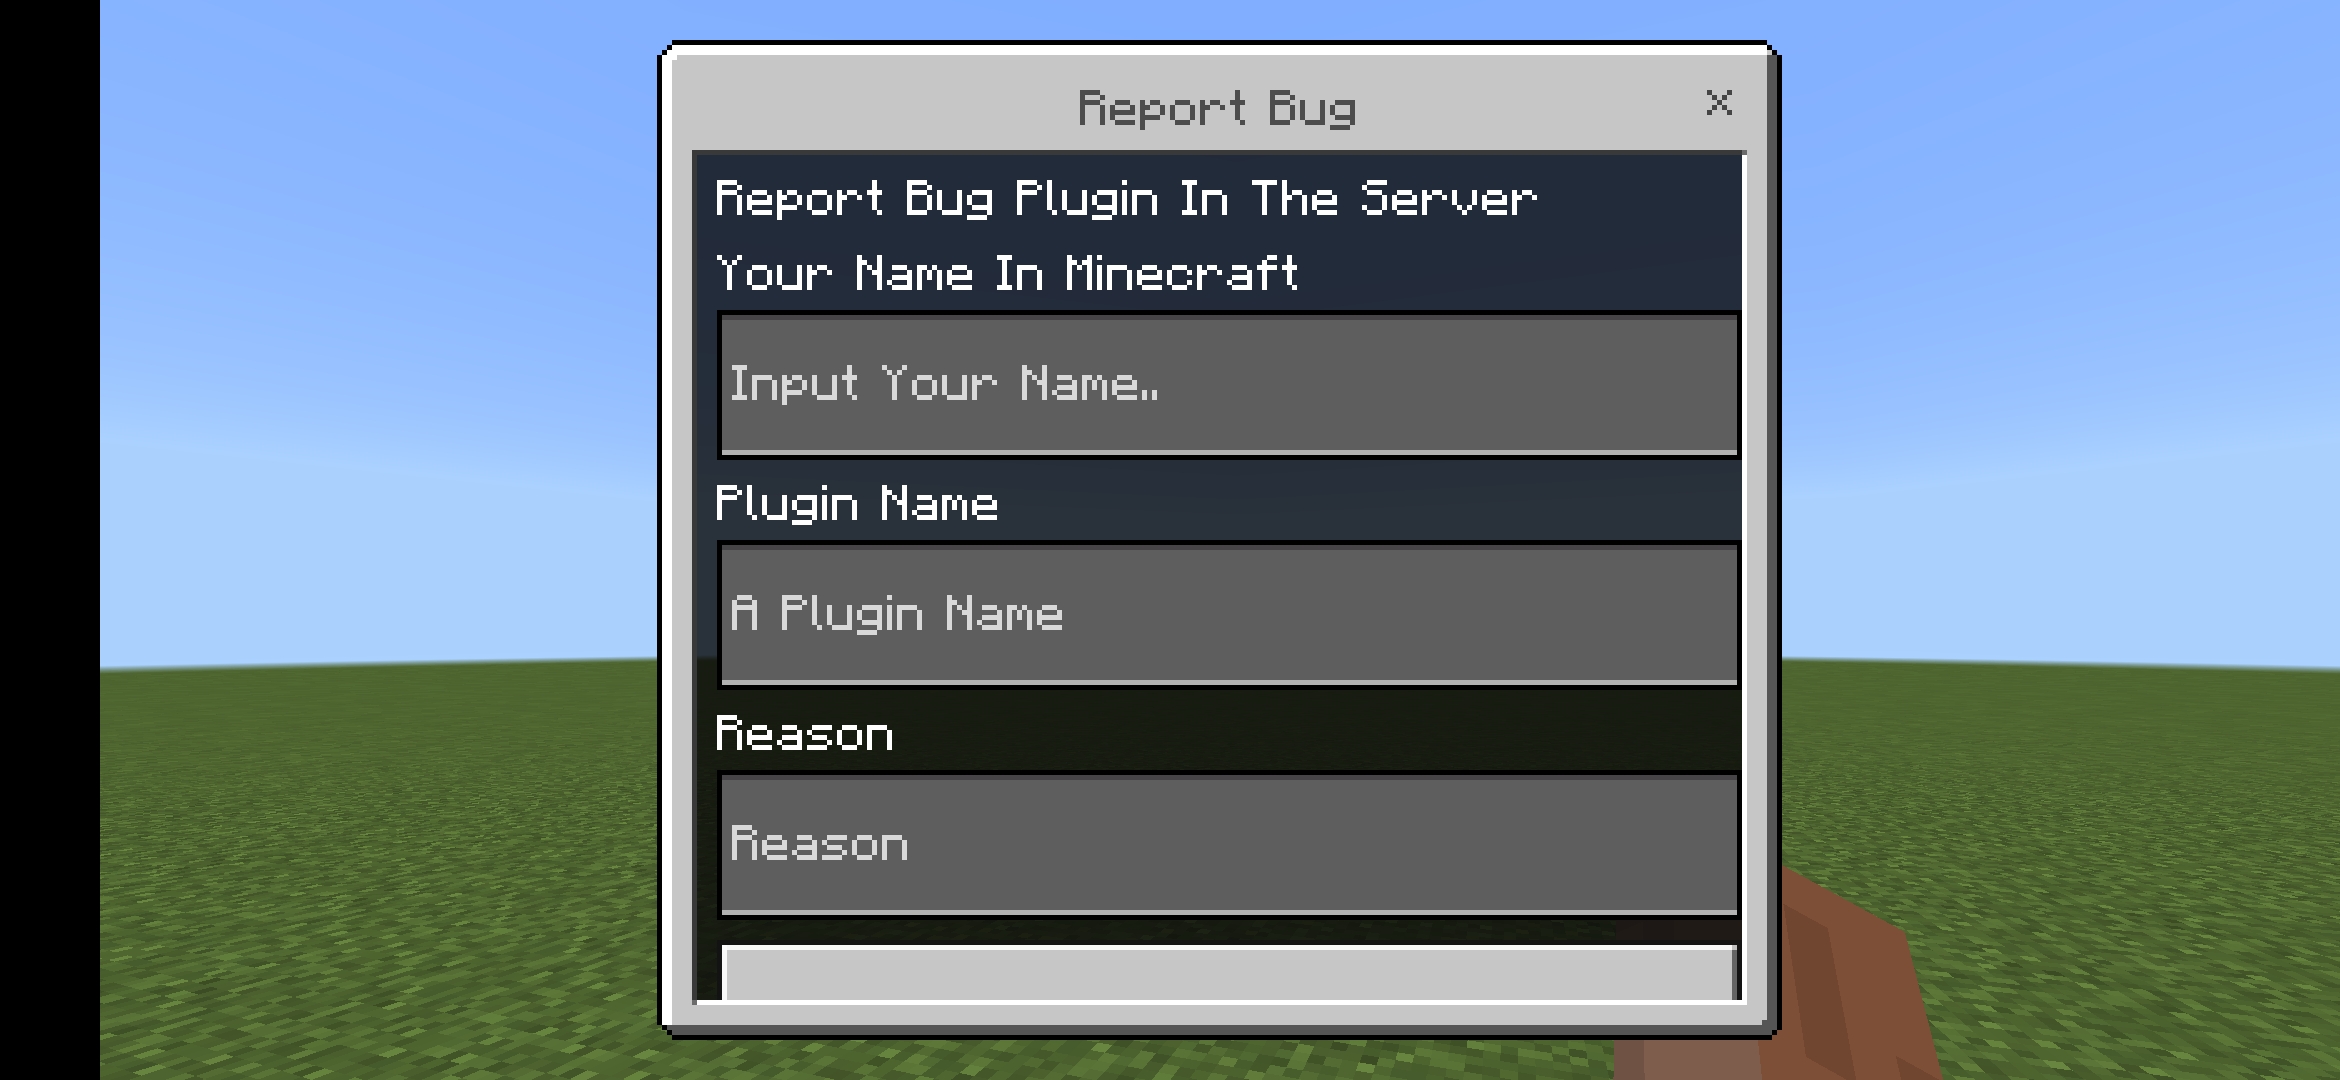 Report Bug
Report Bug Plugin In The Server
Your Name In Minecraft
Input Your Name..
Plugin Name
A Plugin Name
Reason
Reason